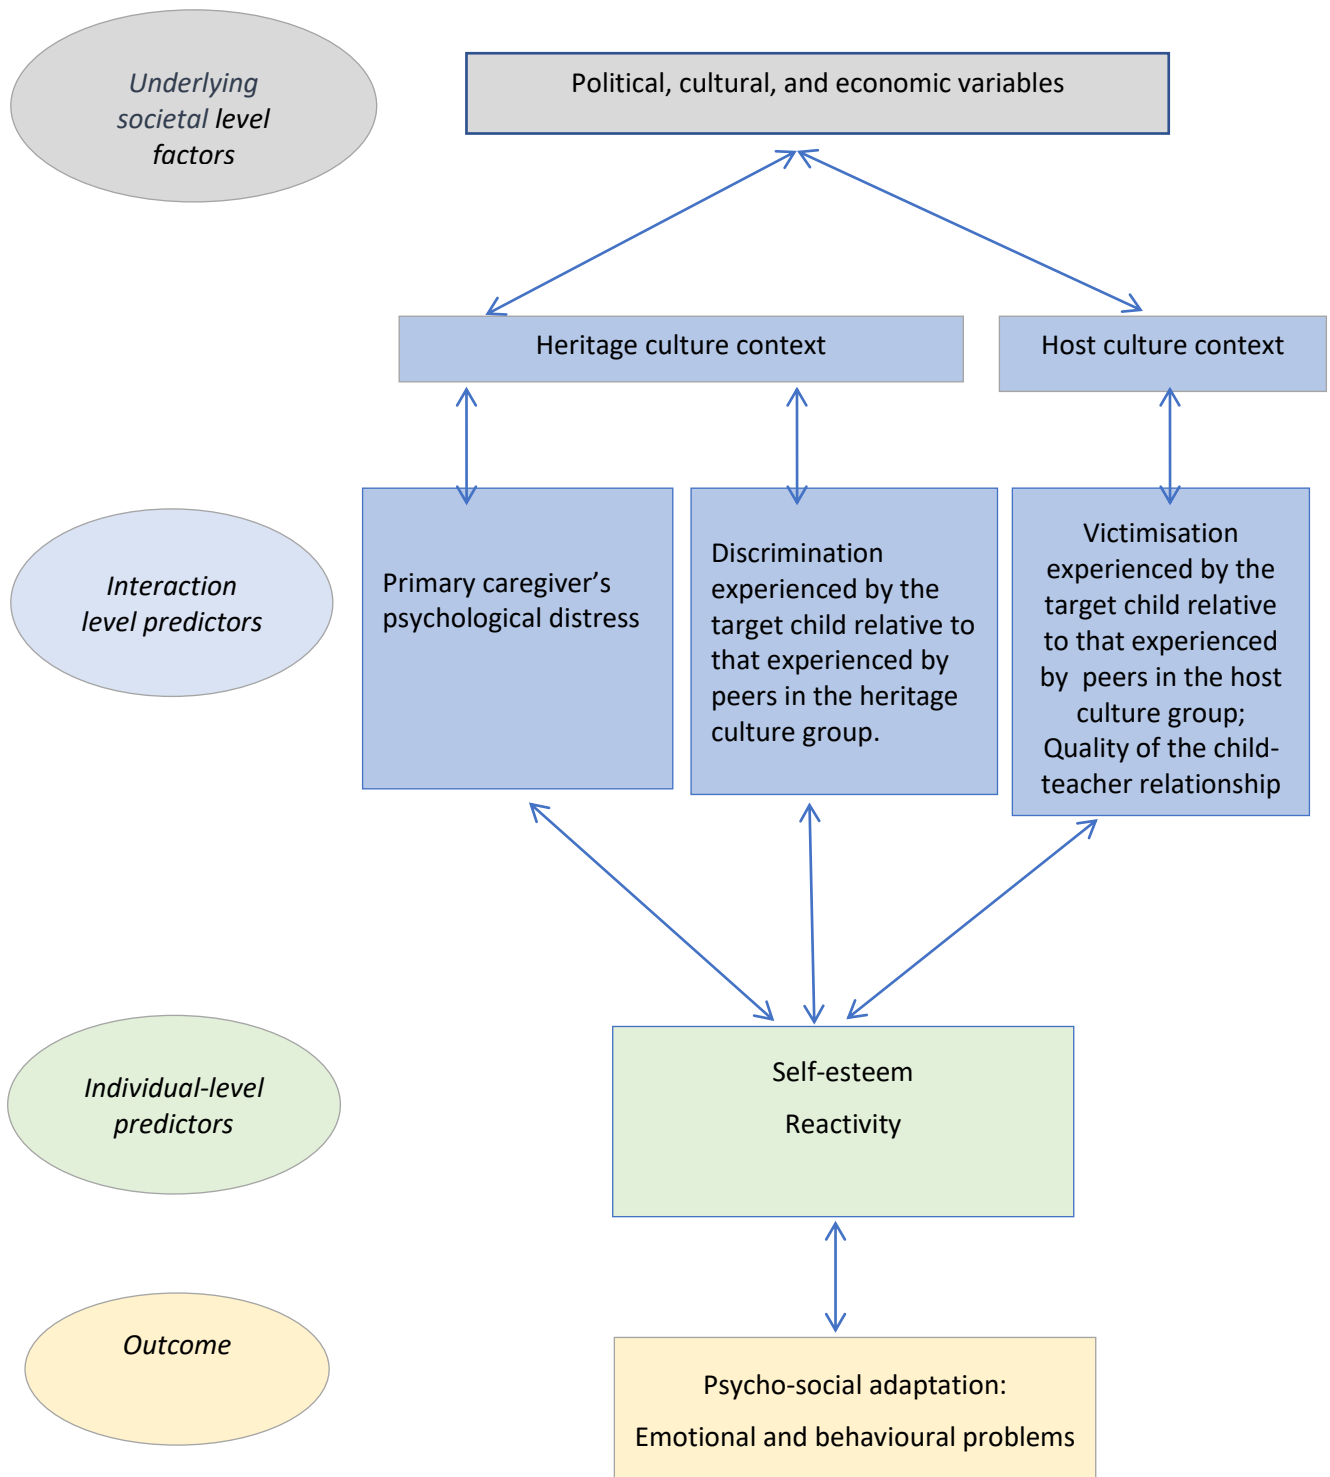 Underlying
societal level
factors
Political, cultural, and economic variables
Heritage culture context
Host culture context
Interaction
level predictors
Primary caregiver’s
psychological distress
Discrimination
experienced by the
target child relative to
that experienced by
peers in the heritage
culture group.
Victimisation
experienced by the
target child relative
to that experienced
by  peers in the host
culture group;
Quality of the child-
teacher relationship
Individual-level
predictors
Self-esteem
Reactivity
Outcome
Psycho-social adaptation:
Emotional and behavioural problems